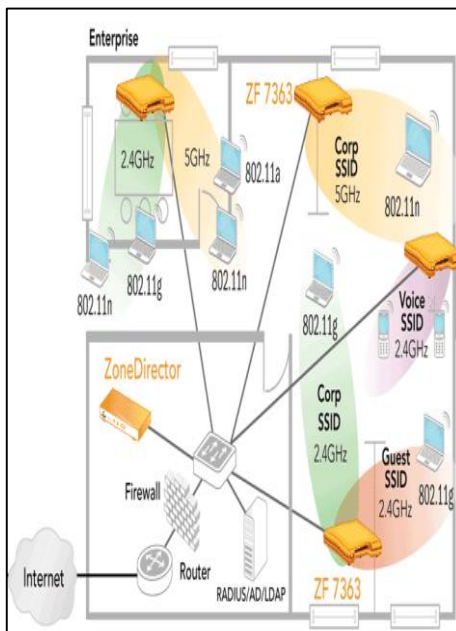 Enterprise
ZF 7363
2.4GHz
5GHz
802.11a
802.11n
802.11g
802.11n
Corp
SSID
5GHz
802.11n
Voice
SSID
2.4GHz
802.11g
Corp
SSID
2.4GHz
Guest
SSID
2.4GHz
802.11g
ZF 7363
ZoneDirector
Firewall
Router
Internet
RADIUS/AD/LDAP